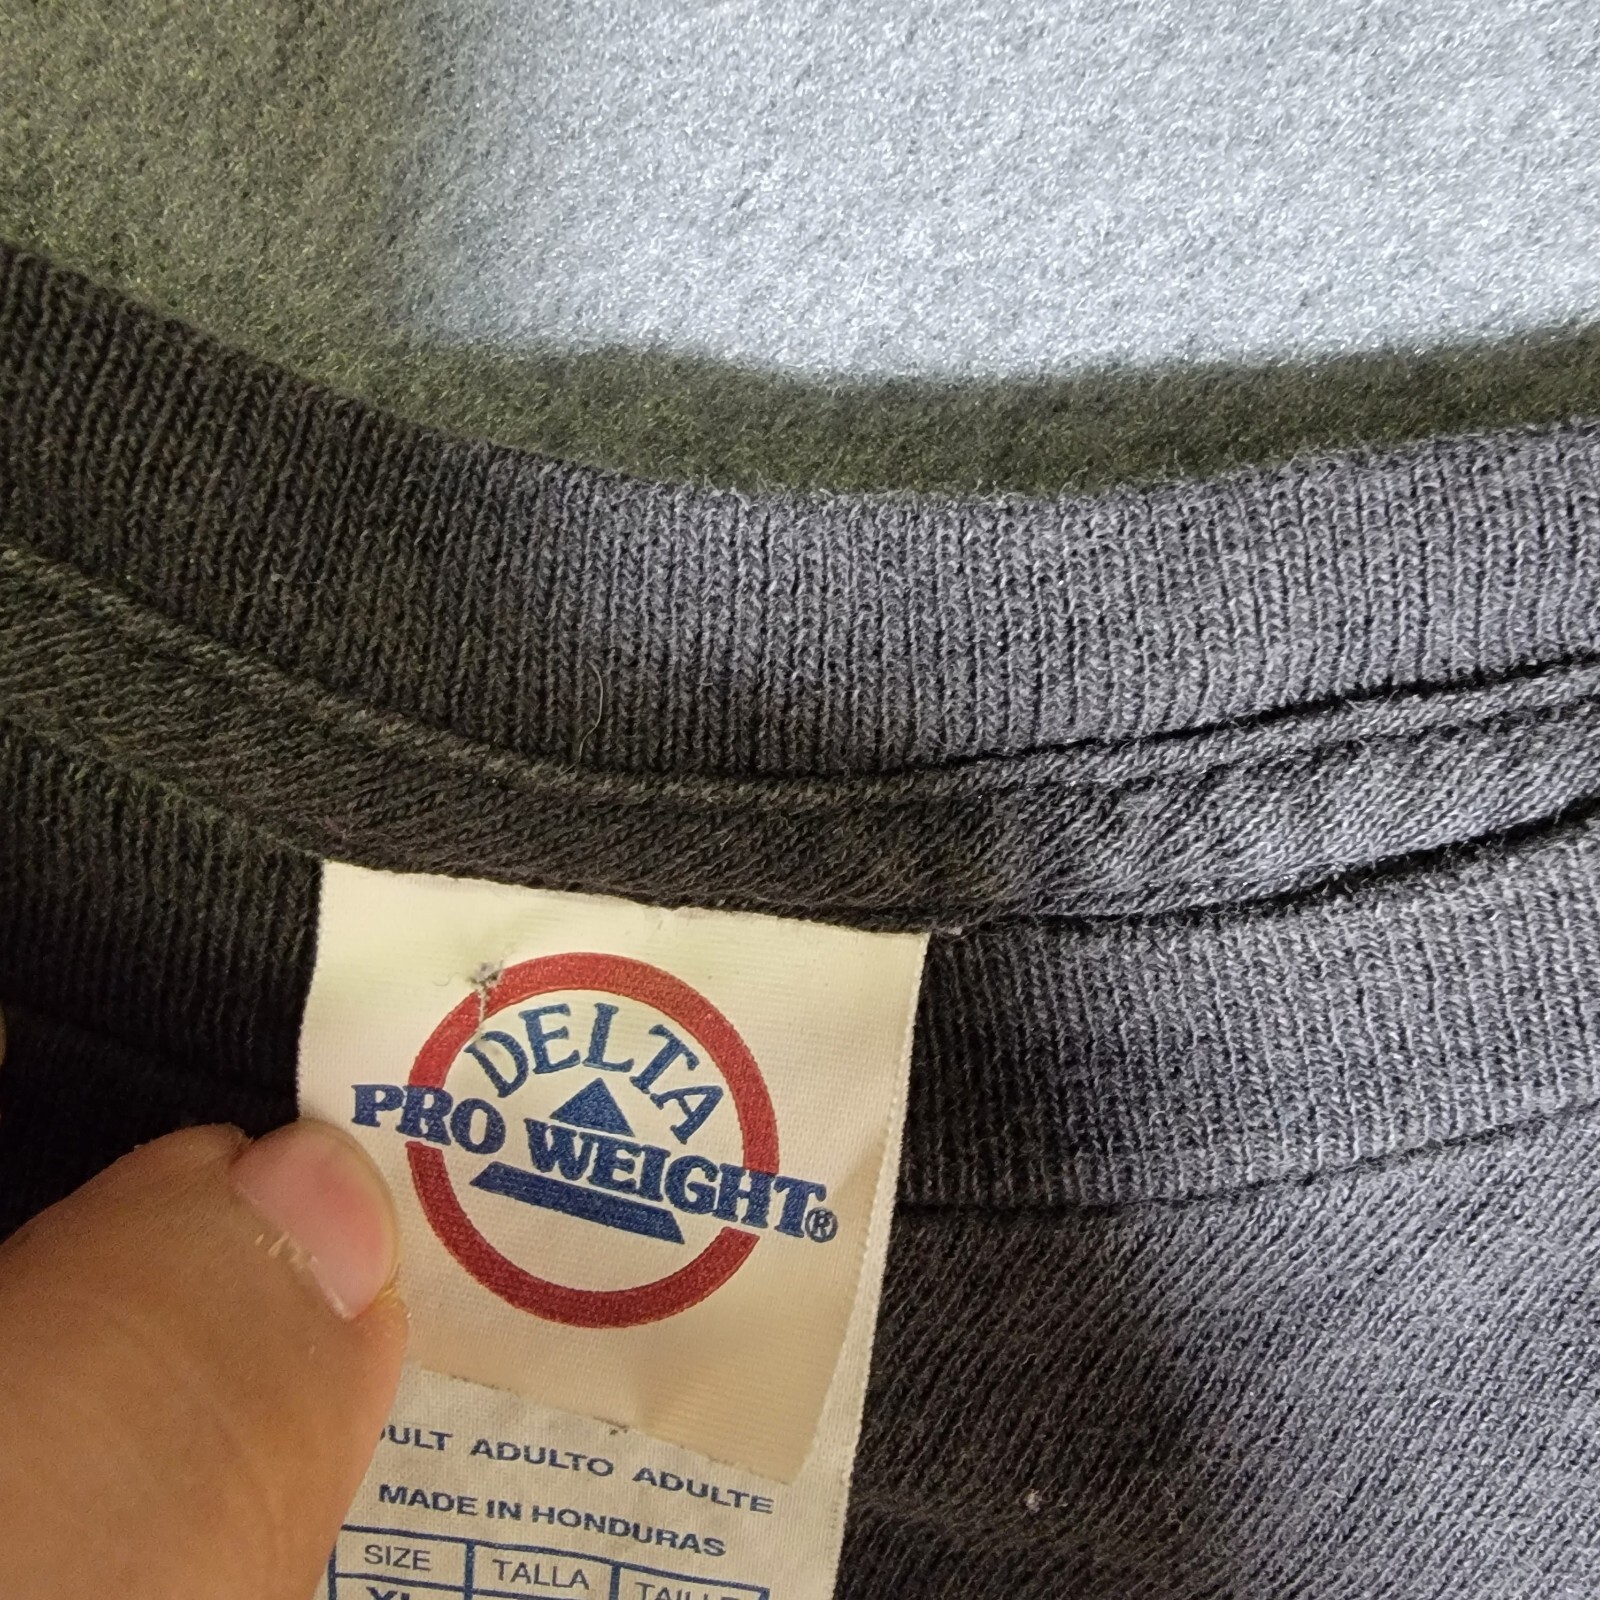 DELTA
PRO WEIGHT®
ADULTO ADULTE
MADE IN HONDURAS
SIZE TALLA